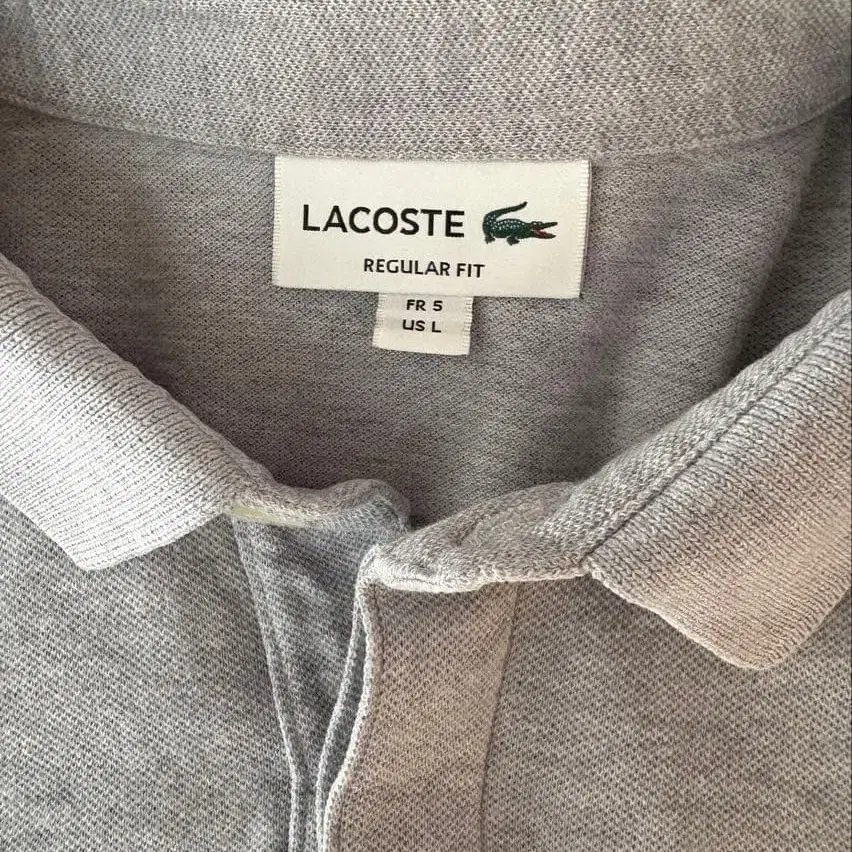 LACOSTE
REGULAR FIT
FR 5
US L